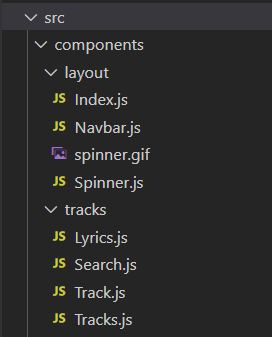 src
components
layout
JS Index.js
JS Navbar.js
spinner.gif
JS Spinner.js
tracks
JS Lyrics.js
JS Search.js
JS Track.js
JS Tracks.js